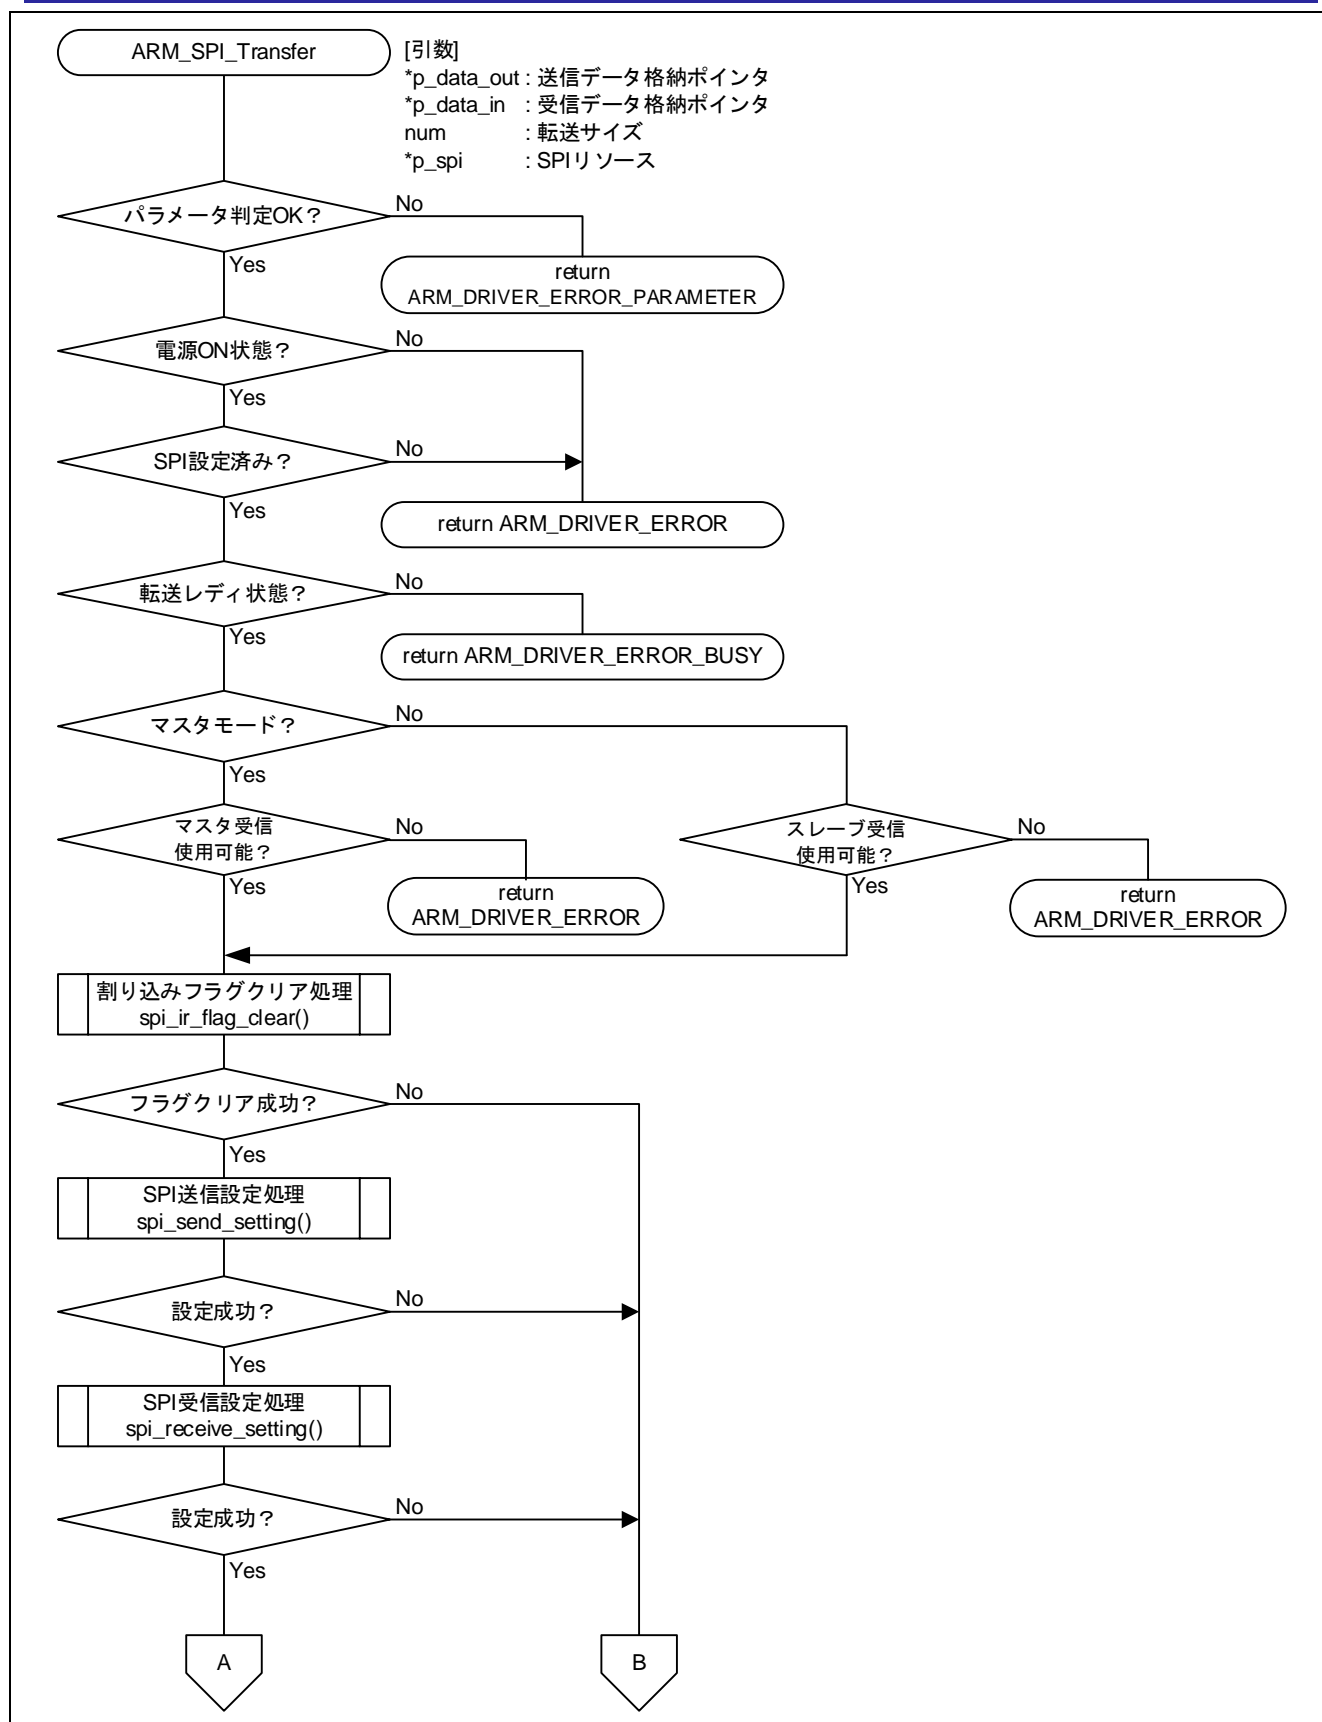 ARM_SPI_Transfer
[引数]
*p_data_out : 送信データ格納ポインタ
*p_data_in : 受信データ格納ポインタ
num : 転送サイズ
*p_spi : SPIリソース
パラメータ判定OK？
No
Yes
return
ARM_DRIVER_ERROR_PARAMETER
電源ON状態？
No
Yes
SPI設定済み？
No
Yes
return ARM_DRIVER_ERROR
転送レディ状態？
No
Yes
return ARM_DRIVER_ERROR_BUSY
マスタモード？
No
Yes
マスタ受信
使用可能？
No
Yes
return
ARM_DRIVER_ERROR
スレーブ受信
使用可能？
No
Yes
return
ARM_DRIVER_ERROR
割り込みフラグクリア処理
spi_ir_flag_clear()
フラグクリア成功？
No
Yes
SPI送信設定処理
spi_send_setting()
設定成功？
No
Yes
SPI受信設定処理
spi_receive_setting()
設定成功？
No
Yes
A
B